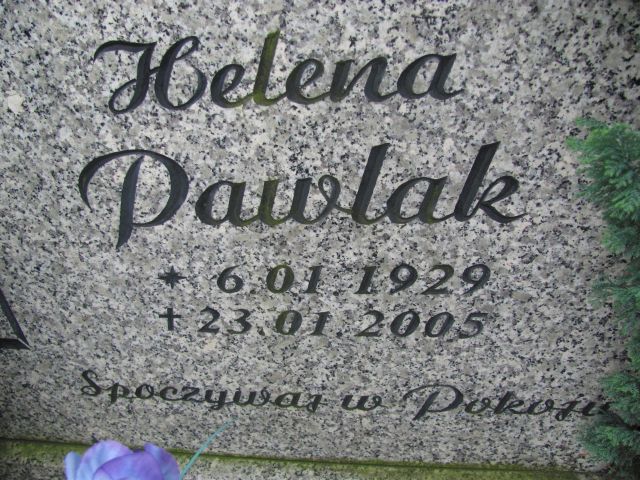 Helena
Pawlak
* 6.01 1929
+ 23.01 2005
Spoczywaj w Pokoju